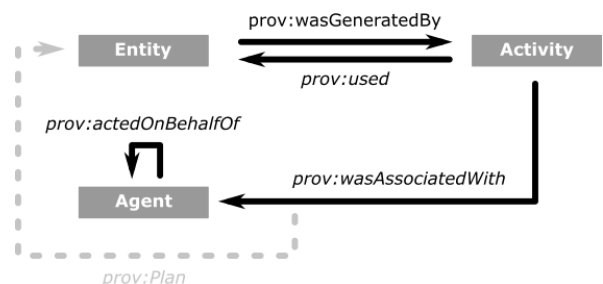 prov:wasGeneratedBy
Entity
Activity
prov:used
prov:actedOnBehalfOf
prov:wasAssociatedWith
Agent
prov:Plan